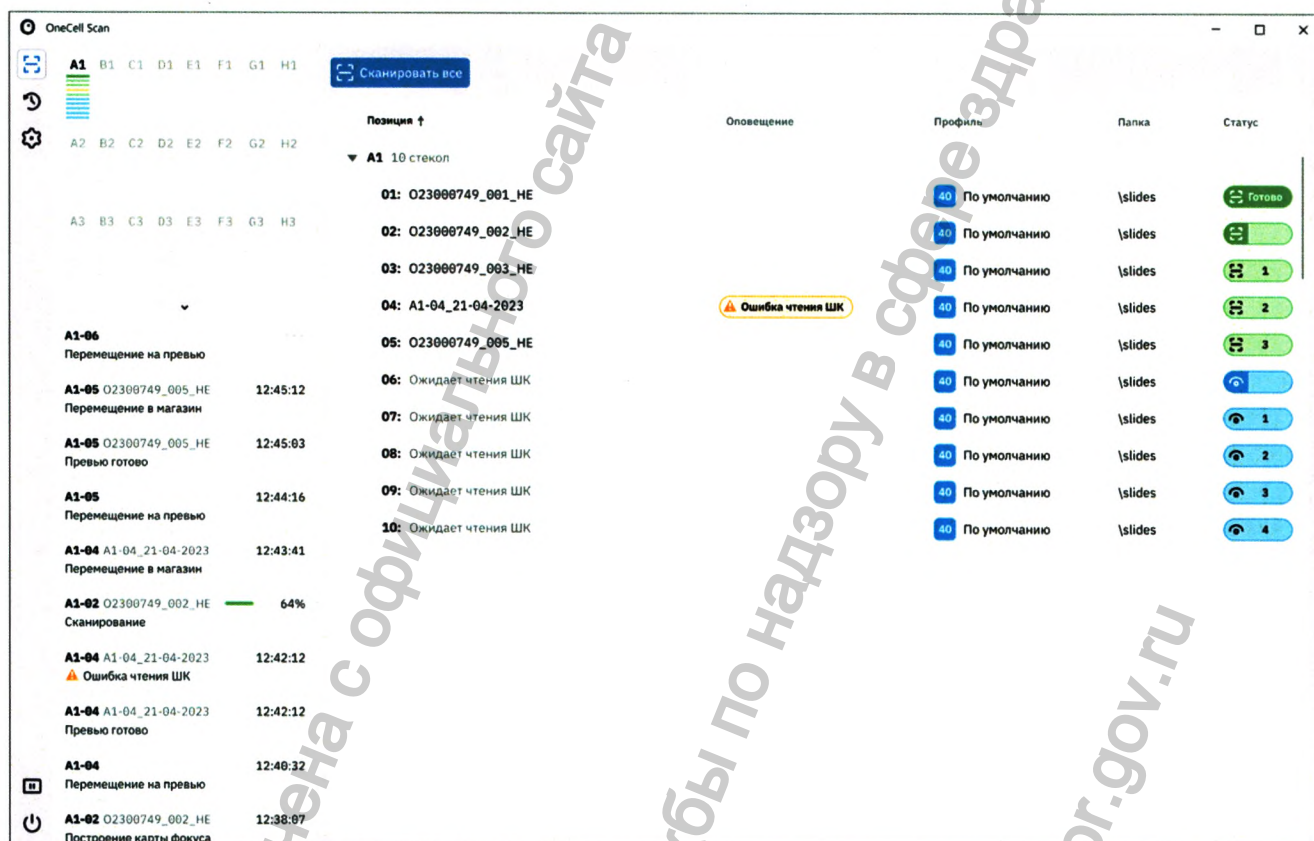 OneCell Scan
A1 B1 C1 D1 E1 F1 G1 H1
A2 B2 C2 D2 E2 F2 G2 H2
A3 B3 C3 D3 E3 F3 G3 H3
A1-06
Перемещение на превью
A1-05 O2300749_005_HE 12:45:12
Перемещение в магазин
A1-05 O2300749_005_HE 12:45:03
Превью готово
A1-05 12:44:16
Перемещение на превью
A1-04 A1-04_21-04-2023 12:43:41
Перемещение в магазин
A1-02 O2300749_002_HE 64%
Сканирование
A1-04 A1-04_21-04-2023 12:42:12
Ошибка чтения ШК
A1-04 A1-04_21-04-2023 12:42:12
Превью готово
A1-04 12:40:32
Перемещение на превью
A1-02 O2300749_002_HE 12:38:07
Построение карты фокуса
Сканировать все
Позиция ↑ Оповещение Профиль Папка Статус
A1 10 стекол
01: O23000749_001_HE 40 По умолчанию \slides Готово
02: O23000749_002_HE 40 По умолчанию \slides
03: O23000749_003_HE 40 По умолчанию \slides 1
04: A1-04_21-04-2023 Ошибка чтения ШК 40 По умолчанию \slides 2
05: O23000749_005_HE 40 По умолчанию \slides 3
06: Ожидает чтения ШК 40 По умолчанию \slides
07: Ожидает чтения ШК 40 По умолчанию \slides 1
08: Ожидает чтения ШК 40 По умолчанию \slides 2
09: Ожидает чтения ШК 40 По умолчанию \slides 3
10: Ожидает чтения ШК 40 По умолчанию \slides 4
с официального сайта
по надзору в сфере
.gov.ru